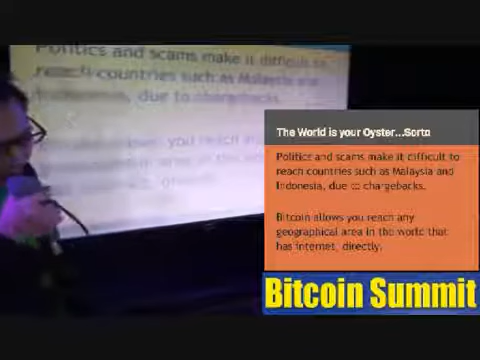 Politics and scams make it difficult to
reach countries such as Malaysia and
Indonesia, due to chargebacks.
The World is your Oyster...Sorta
Politics and scams make it difficult to
reach countries such as Malaysia and
Indonesia, due to chargebacks.
Bitcoin allows you reach any
geographical area in the world that
has internet, directly.
Bitcoin Summit